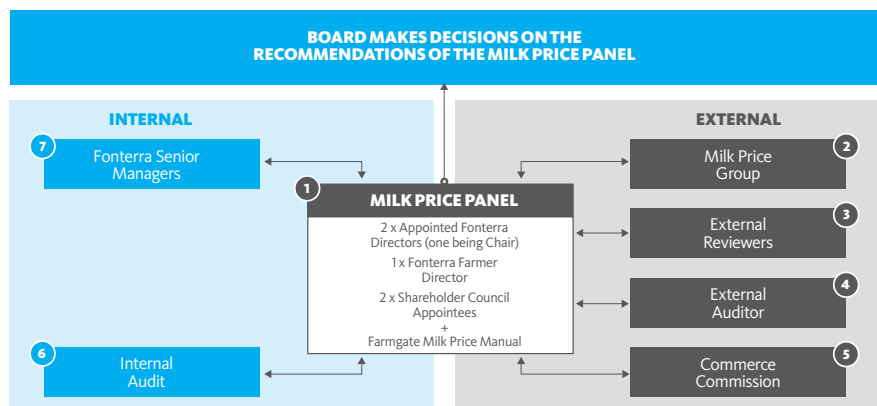 BOARD MAKES DECISIONS ON THE
RECOMMENDATIONS OF THE MILK PRICE PANEL
INTERNAL
EXTERNAL
7
Fonterra Senior
Managers
2
Milk Price
Group
1
MILK PRICE PANEL
2 x Appointed Fonterra
Directors (one being Chair)
1 x Fonterra Farmer
Director
2 x Shareholder Council
Appointees
+
Farmgate Milk Price Manual
3
External
Reviewers
4
External
Auditor
6
Internal
Audit
5
Commerce
Commission